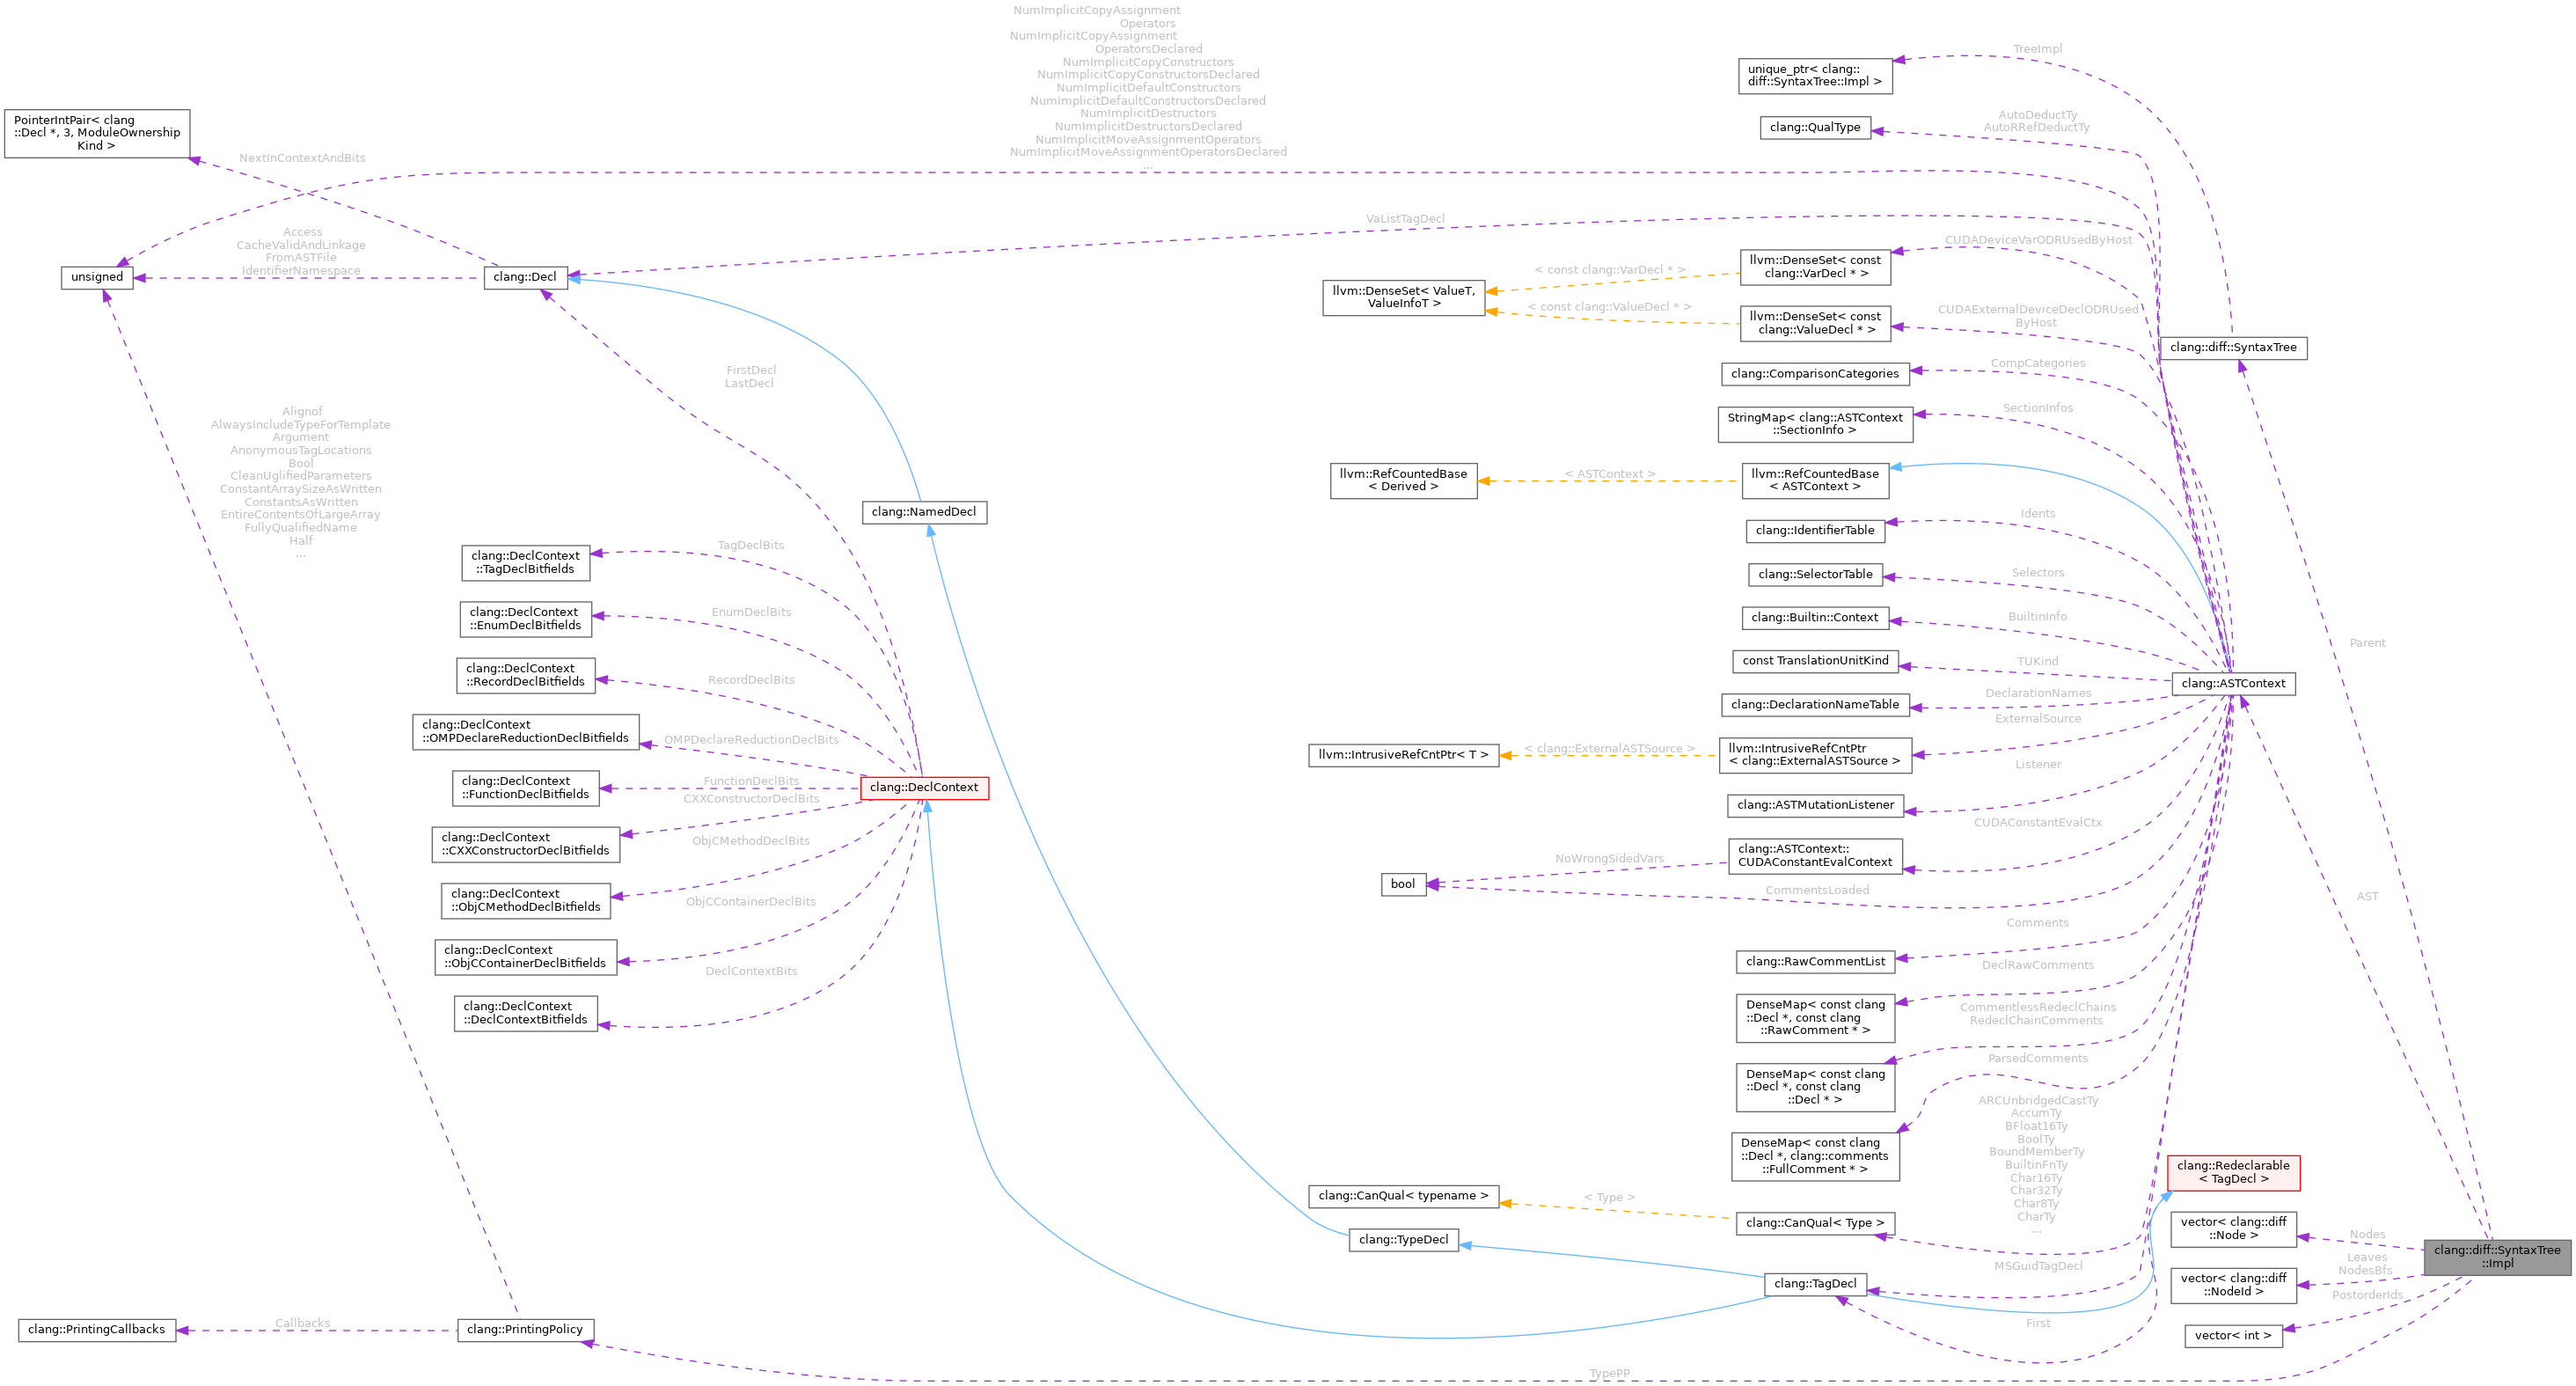 NumImplicitCopyAssignment
Operators
NumImplicitCopyAssignment
OperatorsDeclared
NumImplicitCopyConstructors
NumImplicitCopyConstructorsDeclared
NumImplicitDefaultConstructors
NumImplicitDefaultConstructorsDeclared
NumImplicitDestructors
NumImplicitDestructorsDeclared
NumImplicitMoveAssignmentOperators
NumImplicitMoveAssignmentOperatorsDeclared
...
PointerIntPair< clang
::Decl *, 3, ModuleOwnership
Kind >
NextInContextAndBits
unsigned
Access
CacheValidAndLinkage
FromASTFile
IdentifierNamespace
clang::Decl
VaListTagDecl
FirstDecl
LastDecl
Alignof
AlwaysIncludeTypeForTemplate
Argument
AnonymousTagLocations
Bool
CleanUglifiedParameters
ConstantArraySizeAsWritten
ConstantsAsWritten
EntireContentsOfLargeArray
FullyQualifiedName
Half
...
clang::NamedDecl
clang::DeclContext
::TagDeclBitfields
TagDeclBits
clang::DeclContext
::EnumDeclBitfields
EnumDeclBits
clang::DeclContext
::RecordDeclBitfields
RecordDeclBits
clang::DeclContext
::OMPDeclareReductionDeclBitfields
OMPDeclareReductionDeclBits
clang::DeclContext
::FunctionDeclBitfields
FunctionDeclBits
clang::DeclContext
clang::DeclContext
::CXXConstructorDeclBitfields
CXXConstructorDeclBits
clang::DeclContext
::ObjCMethodDeclBitfields
ObjCMethodDeclBits
clang::DeclContext
::ObjCContainerDeclBitfields
ObjCContainerDeclBits
clang::DeclContext
::DeclContextBitfields
DeclContextBits
clang::PrintingCallbacks
Callbacks
clang::PrintingPolicy
TypePP
unique_ptr< clang::
diff::SyntaxTree::Impl >
TreeImpl
clang::QualType
AutoDeductTy
AutoRRefDeductTy
llvm::DenseSet< ValueT,
ValueInfoT >
< const clang::VarDecl * >
< const clang::ValueDecl * >
llvm::DenseSet< const
clang::VarDecl * >
CUDADeviceVarODRUsedByHost
llvm::DenseSet< const
clang::ValueDecl * >
CUDAExternalDeviceDeclODRUsed
ByHost
clang::diff::SyntaxTree
clang::ComparisonCategories
CompCategories
StringMap< clang::ASTContext
::SectionInfo >
SectionInfos
llvm::RefCountedBase
< Derived >
< ASTContext >
llvm::RefCountedBase
< ASTContext >
clang::IdentifierTable
Idents
clang::SelectorTable
Selectors
clang::Builtin::Context
BuiltinInfo
const TranslationUnitKind
TUKind
clang::ASTContext
Parent
clang::DeclarationNameTable
DeclarationNames
llvm::IntrusiveRefCntPtr< T >
< clang::ExternalASTSource >
llvm::IntrusiveRefCntPtr
< clang::ExternalASTSource >
ExternalSource
clang::ASTMutationListener
Listener
clang::ASTContext::
CUDAConstantEvalContext
CUDAConstantEvalCtx
NoWrongSidedVars
bool
CommentsLoaded
AST
clang::RawCommentList
Comments
DenseMap< const clang
::Decl *, const clang
::RawComment * >
DeclRawComments
DenseMap< const clang
::Decl *, const clang
::Decl * >
CommentlessRedeclChains
RedeclChainComments
DenseMap< const clang
::Decl *, clang::comments
::FullComment * >
ParsedComments
ARCUnbridgedCastTy
AccumTy
BFloat16Ty
BoolTy
BoundMemberTy
BuiltinFnTy
Char16Ty
Char32Ty
Char8Ty
CharTy
...
clang::CanQual< typename >
< Type >
clang::CanQual< Type >
clang::TypeDecl
clang::TagDecl
MSGuidTagDecl
First
clang::Redeclarable
< TagDecl >
vector< clang::diff
::Node >
Nodes
vector< clang::diff
::NodeId >
Leaves
NodesBfs
PostorderIds
vector< int >
clang::diff::SyntaxTree
::Impl